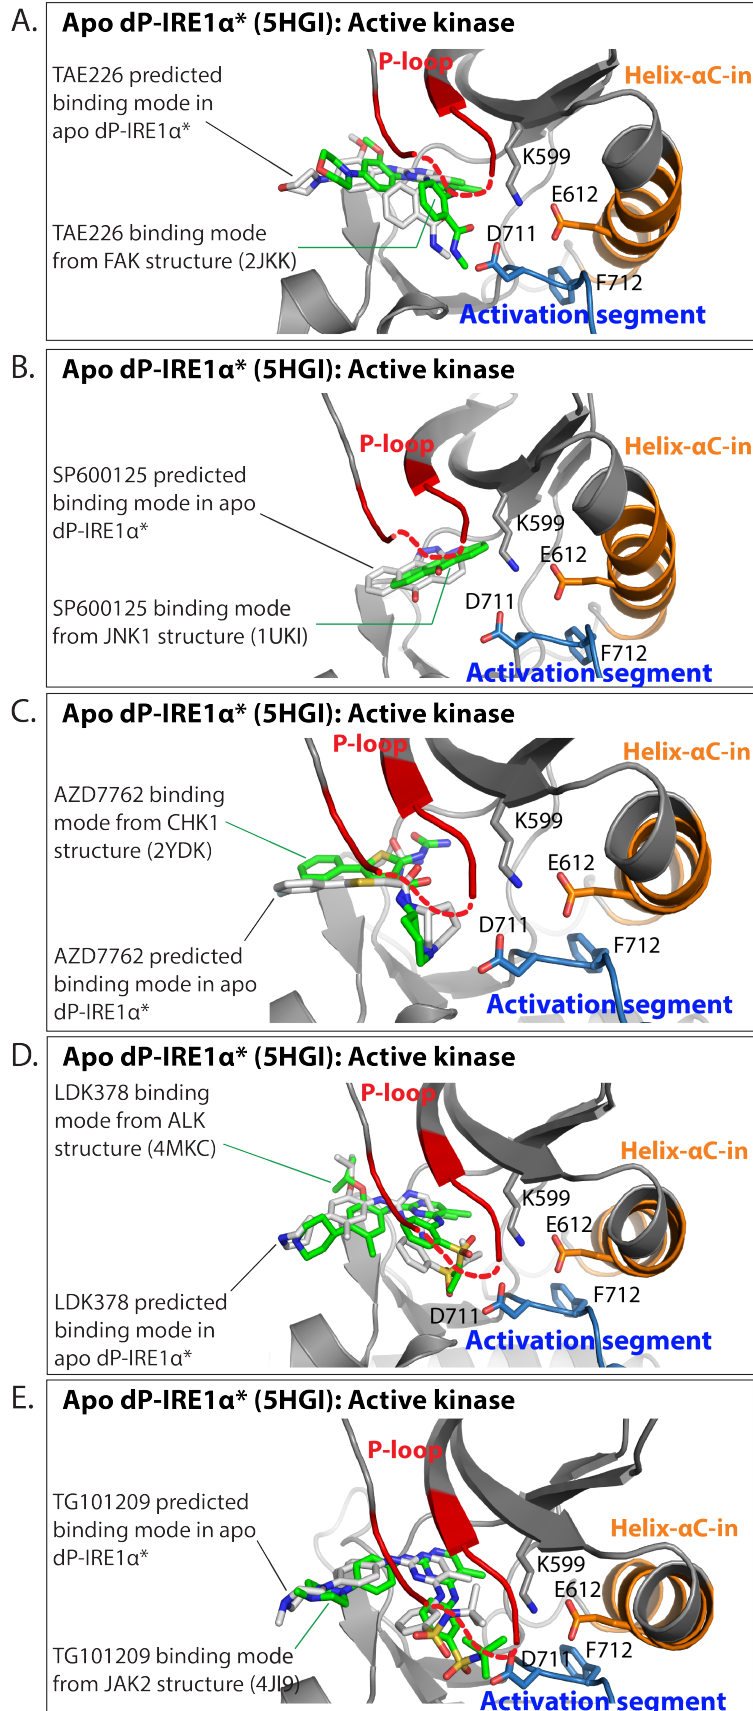 A. Apo dP-IRE1α* (5HGI): Active kinase
P-loop
Helix-αC-in
TAE226 predicted
binding mode in
apo dP-IRE1α*
K599
E612
TAE226 binding mode
from FAK structure (2JKK)
D711
F712
Activation segment
B. Apo dP-IRE1α* (5HGI): Active kinase
P-loop
Helix-αC-in
SP600125 predicted
binding mode in apo
dP-IRE1α*
K599
E612
SP600125 binding mode
from JNK1 structure (1UKI)
D711
F712
Activation segment
C. Apo dP-IRE1α* (5HGI): Active kinase
P-loop
Helix-αC-in
AZD7762 binding
mode from CHK1
structure (2YDK)
K599
E612
D711
F712
AZD7762 predicted
binding mode in apo
dP-IRE1α*
Activation segment
D. Apo dP-IRE1α* (5HGI): Active kinase
LDK378 binding
mode from ALK
structure (4MKC)
P-loop
Helix-αC-in
K599
E612
LDK378 predicted
binding mode in
apo dP-IRE1α*
D711
F712
Activation segment
E. Apo dP-IRE1α* (5HGI): Active kinase
P-loop
Helix-αC-in
TG101209 predicted
binding mode in apo
dP-IRE1α*
K599
E612
TG101209 binding mode
from JAK2 structure (4JI9)
D711
F712
Activation segment